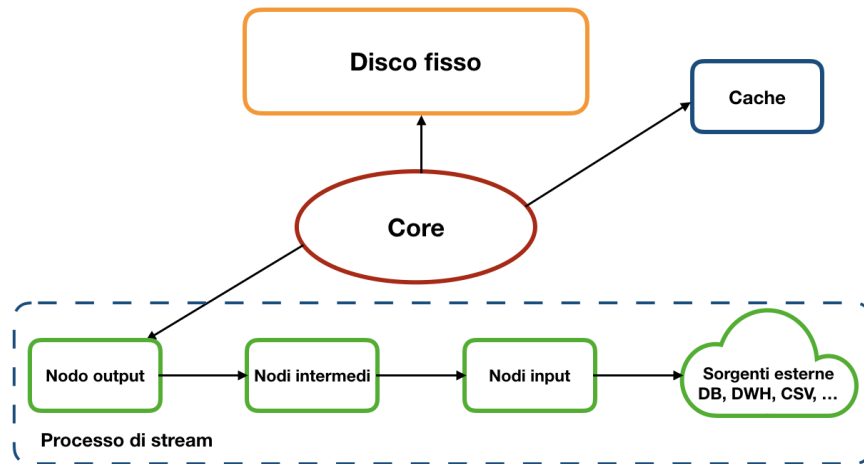 Disco fisso
Cache
Core
Nodo output
Nodi intermedi
Nodi input
Sorgenti esterne
DB, DWH, CSV, ...
Processo di stream